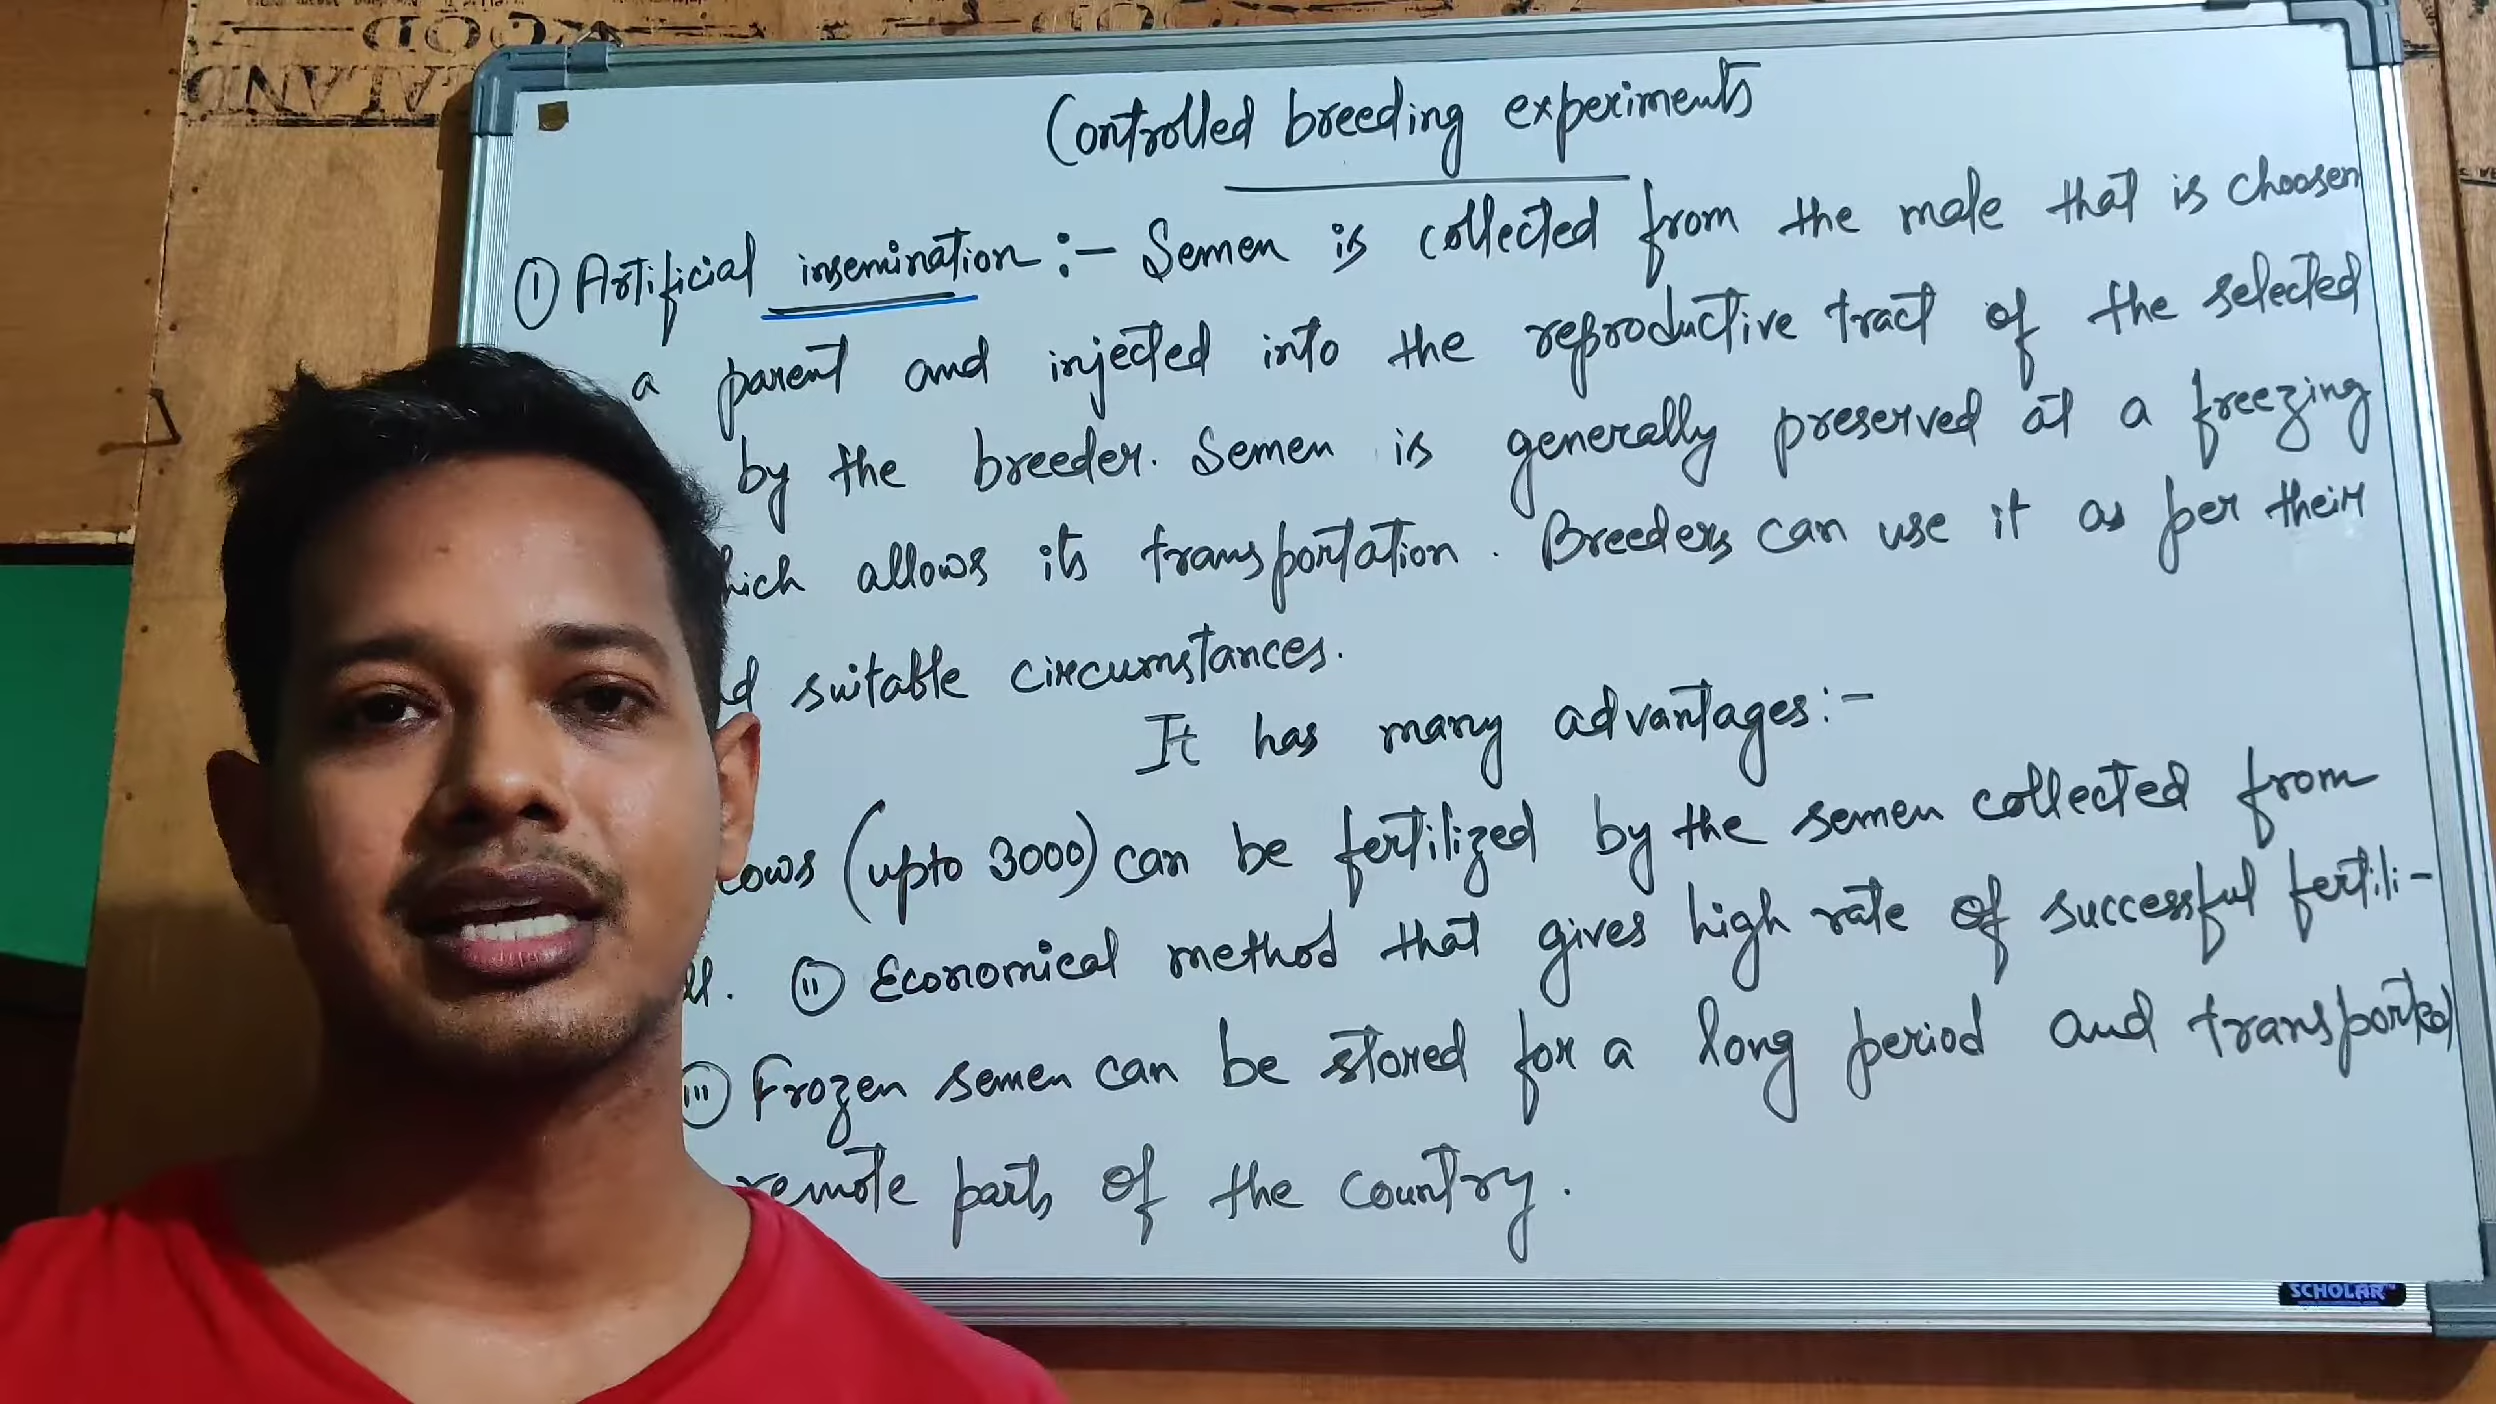 GOD
Controlled breeding experiments
① Artificial insemination :- Semen is collected from the male that is choosen
a parent and injected into the reproductive tract of the selected
by the breeder. Semen is generally preserved at a freezing
hich allows its transportation. Breeders can use it as per their
d suitable circumstances.
It has many advantages :-
cows (upto 3000) can be fertilized by the semen collected from
ll. ⓘⓘ Economical method that gives high rate of successful fertili-
ⓘⓘⓘ Frozen semen can be stored for a long period and transported
remote parts of the country.
SCHOLAR